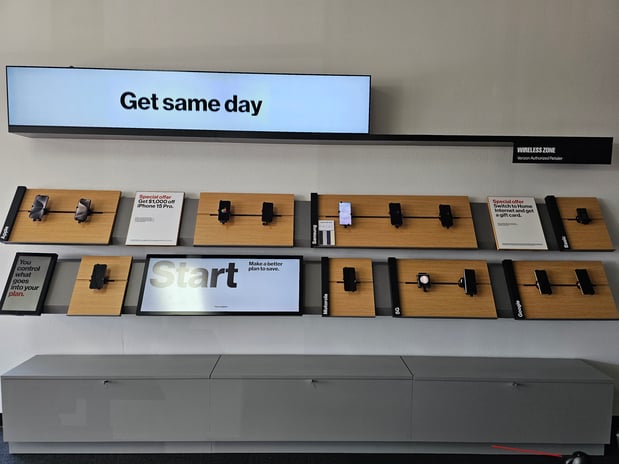 Get same day
WIRELESS ZONE
Verizon Authorized Retailer
Apple
Special offer
Get $1,000 off
iPhone 15 Pro.
Samsung
Special offer
Switch to Home
Internet and get
a gift card.
You
control what
goes into
your plan.
Start
Make a better
plan to save.
Motorola
5G
Google